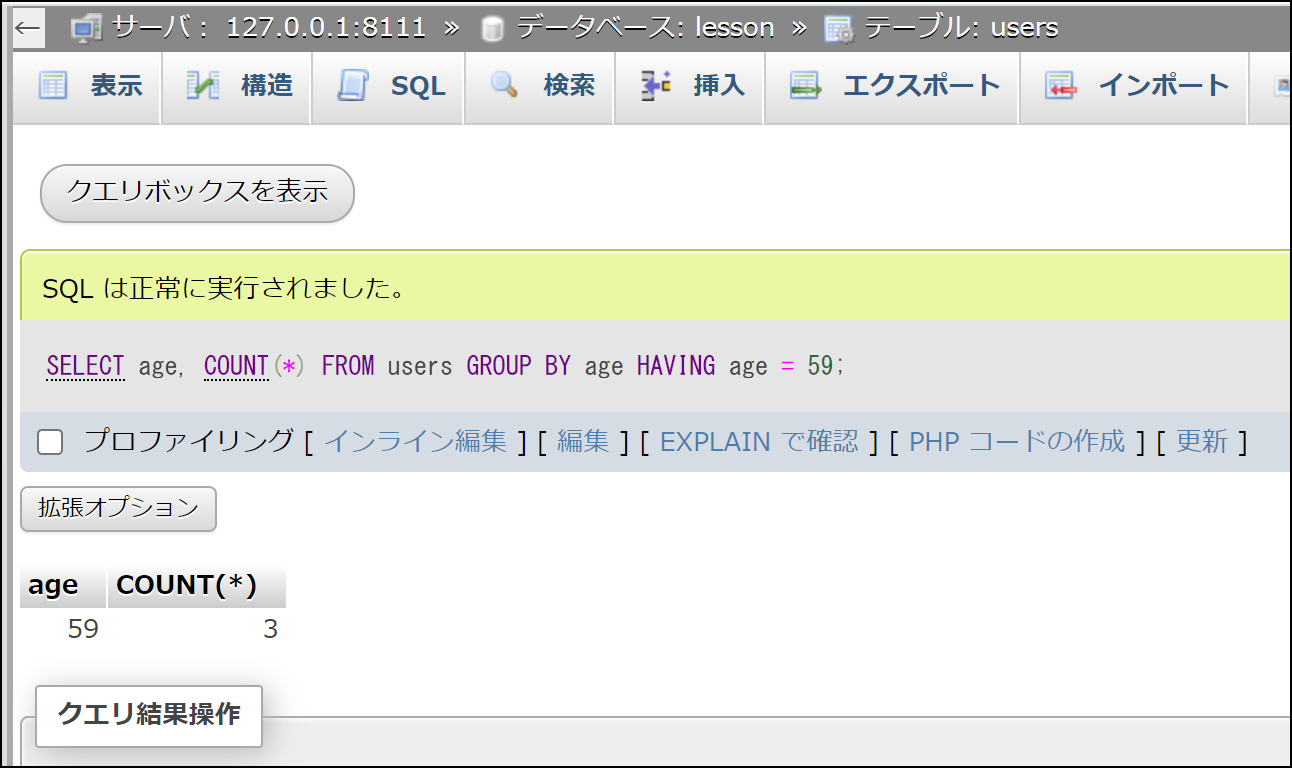 ← サーバ : 127.0.0.1:8111 » データベース: lesson » テーブル: users
表示 構造 SQL 検索 挿入 エクスポート インポート
クエリボックスを表示
SQL は正常に実行されました。
SELECT age, COUNT(*) FROM users GROUP BY age HAVING age = 59;
プロファイリング [ インライン編集 ] [ 編集 ] [ EXPLAIN で確認 ] [ PHP コードの作成 ] [ 更新 ]
拡張オプション
age COUNT(*)
59 3
クエリ結果操作